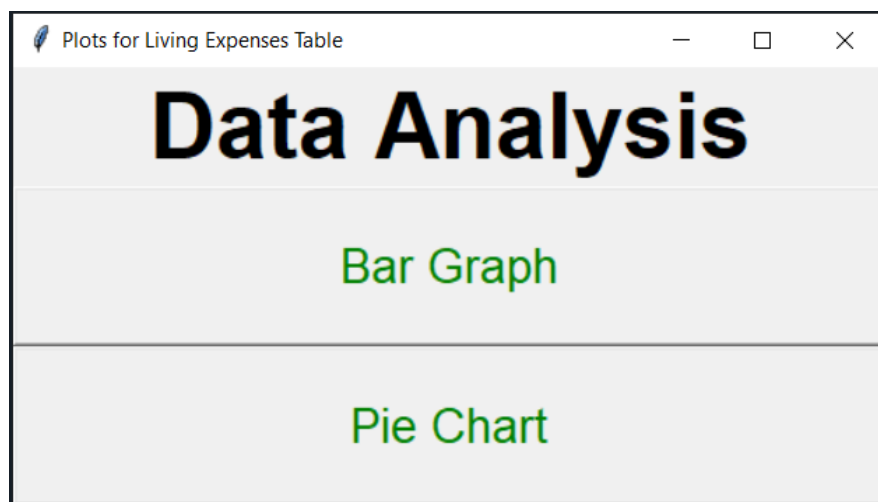 Plots for Living Expenses Table
Data Analysis
Bar Graph
Pie Chart